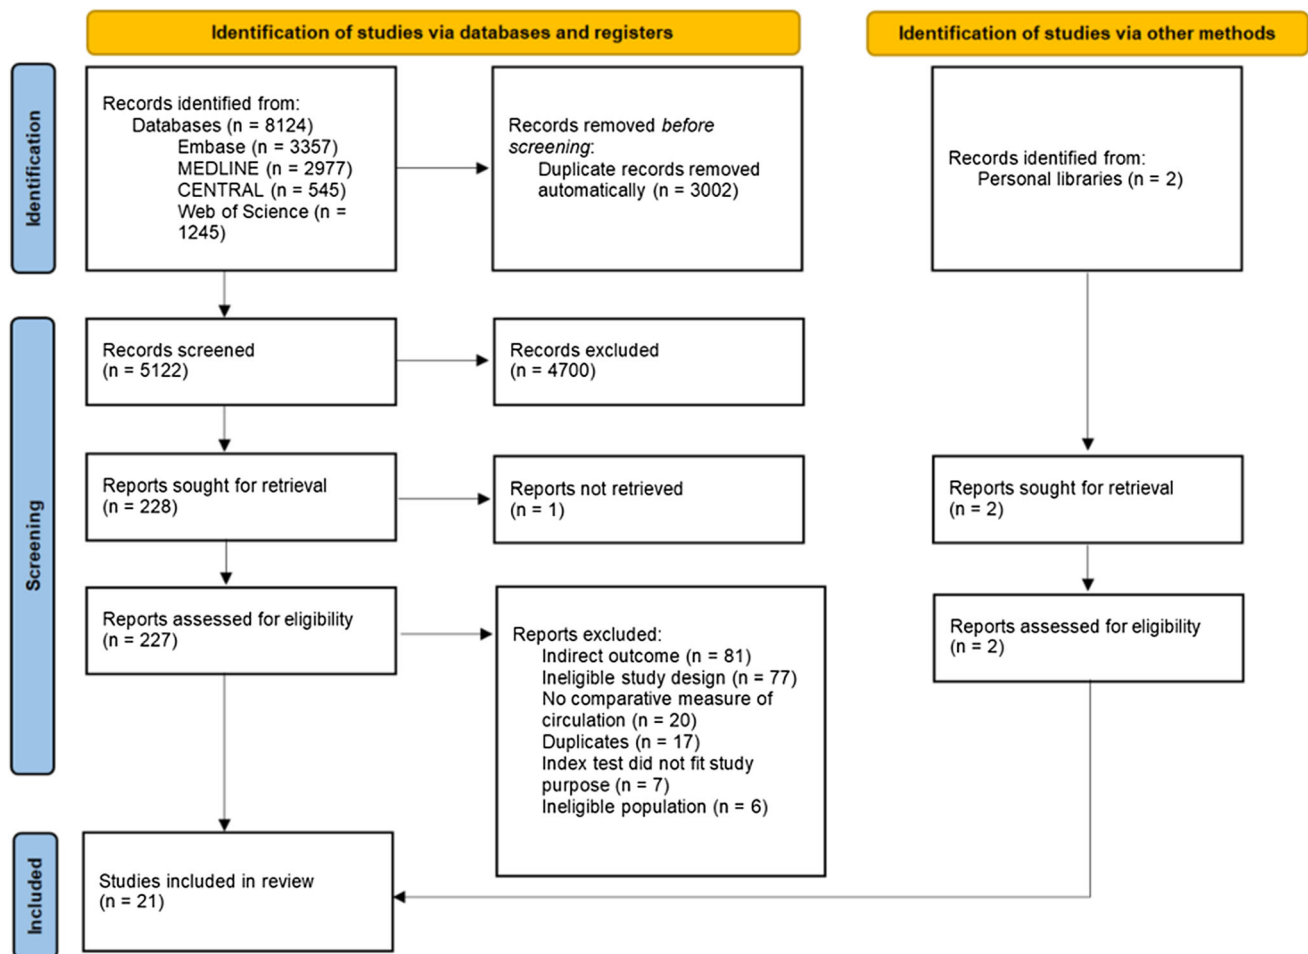 Identification of studies via databases and registers
Identification of studies via other methods
Identification
Records identified from:
Databases (n = 8124)
Embase (n = 3357)
MEDLINE (n = 2977)
CENTRAL (n = 545)
Web of Science (n =
1245)
Records removed before
screening:
Duplicate records removed
automatically (n = 3002)
Records identified from:
Personal libraries (n = 2)
Screening
Records screened
(n = 5122)
Records excluded
(n = 4700)
Reports sought for retrieval
(n = 228)
Reports not retrieved
(n = 1)
Reports sought for retrieval
(n = 2)
Reports assessed for eligibility
(n = 227)
Reports excluded:
Indirect outcome (n = 81)
Ineligible study design (n = 77)
No comparative measure of
circulation (n = 20)
Duplicates (n = 17)
Index test did not fit study
purpose (n = 7)
Ineligible population (n = 6)
Reports assessed for eligibility
(n = 2)
Included
Studies included in review
(n = 21)